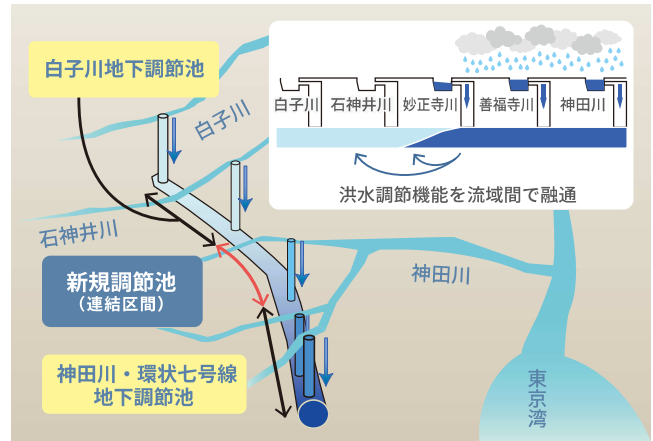 白子川地下調節池
白子川
石神井川
白子川 石神井川 妙正寺川 善福寺川 神田川
洪水調節機能を流域間で融通
新規調節池
(連結区間)
神田川
神田川・環状七号線
地下調節池
東京湾